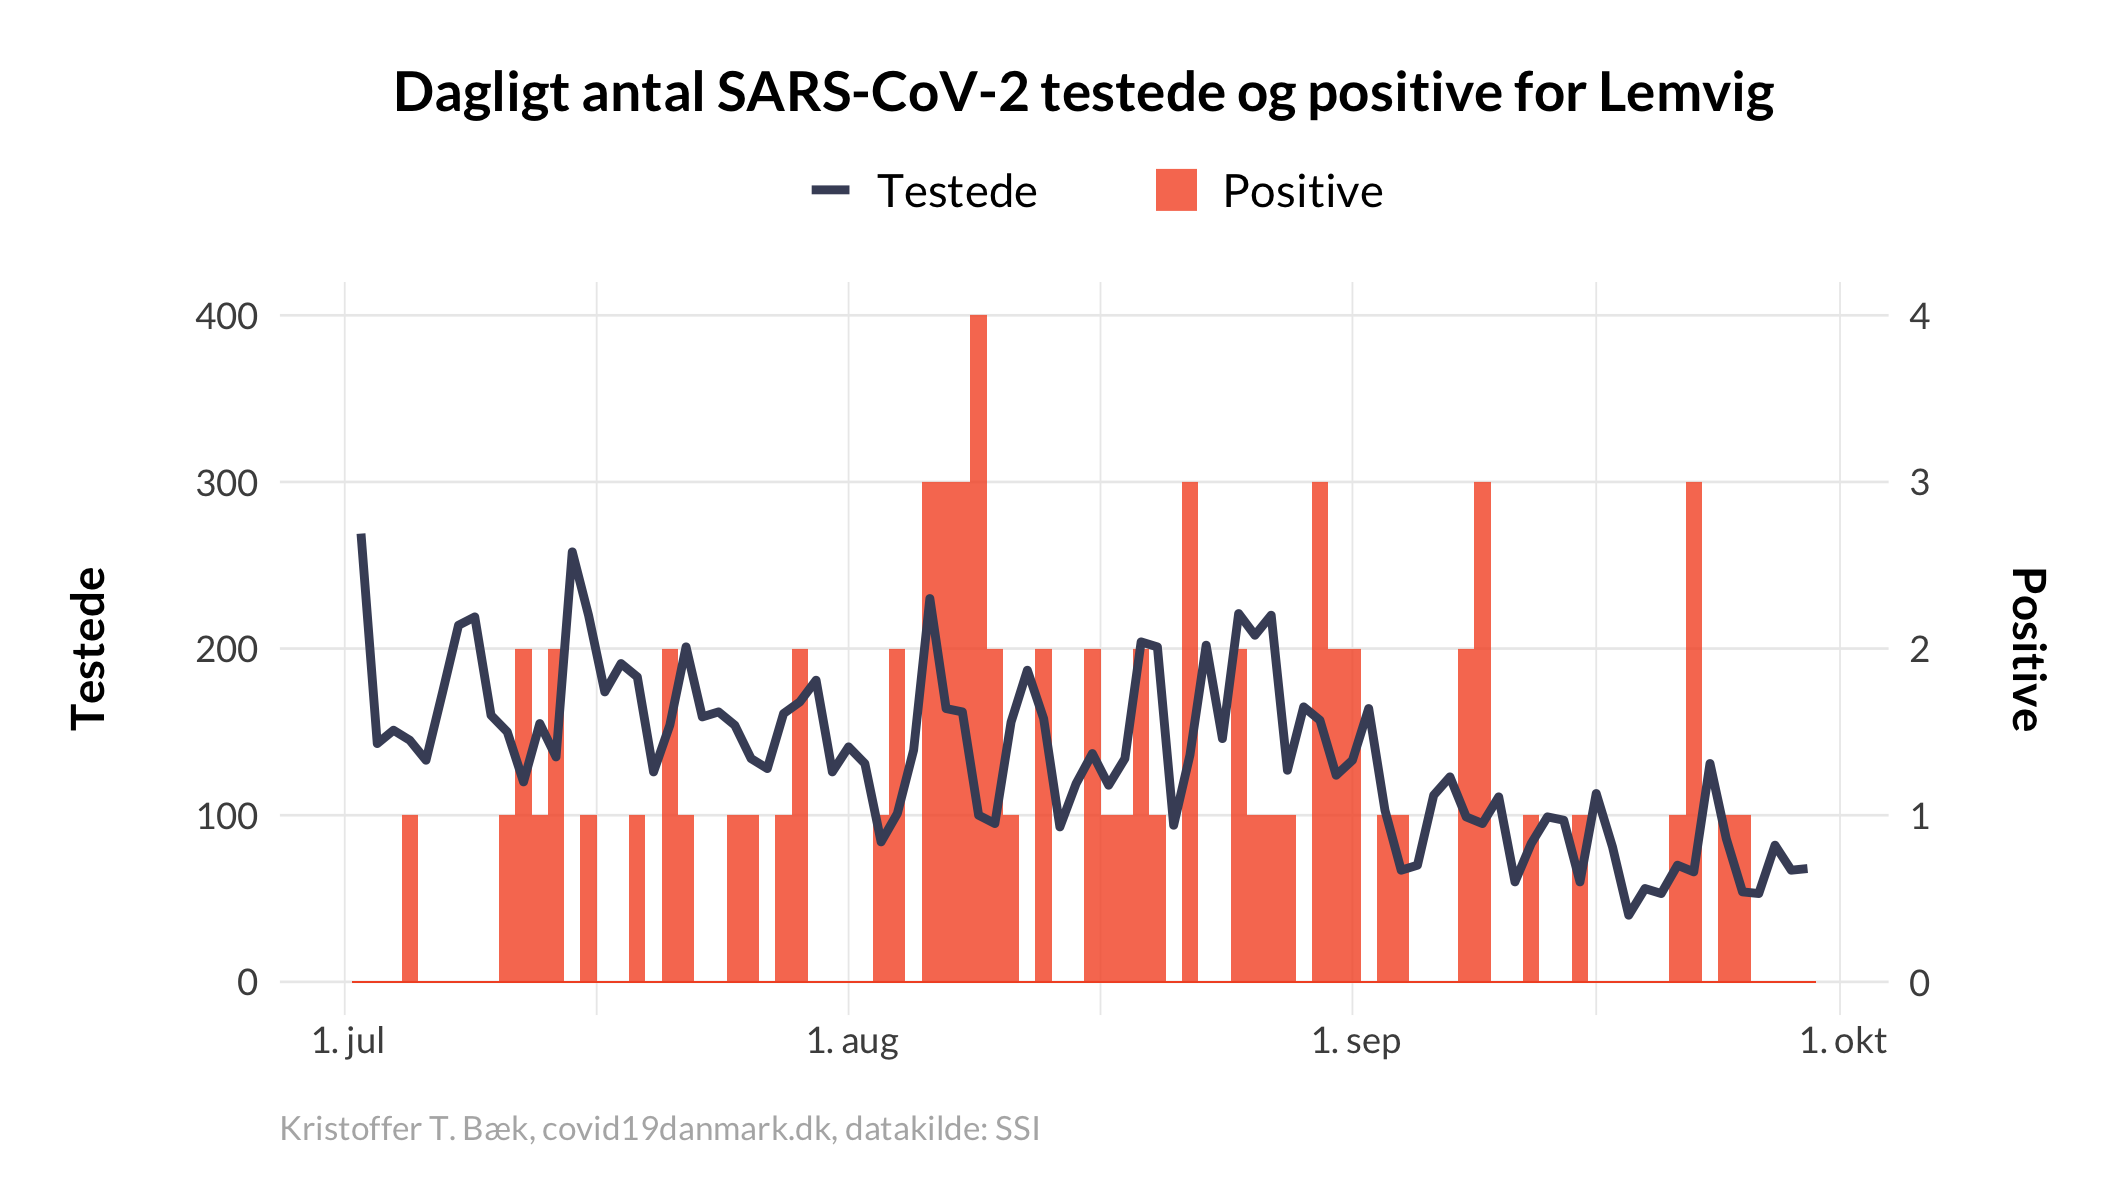 Dagligt antal SARS-CoV-2 testede og positive for Lemvig
Testede Positive
400 4
300 3
200 2
100 1
0 0
Testede
Positive
1. jul 1. aug 1. sep 1. okt
Kristoffer T. Bæk, covid19danmark.dk, datakilde: SSI